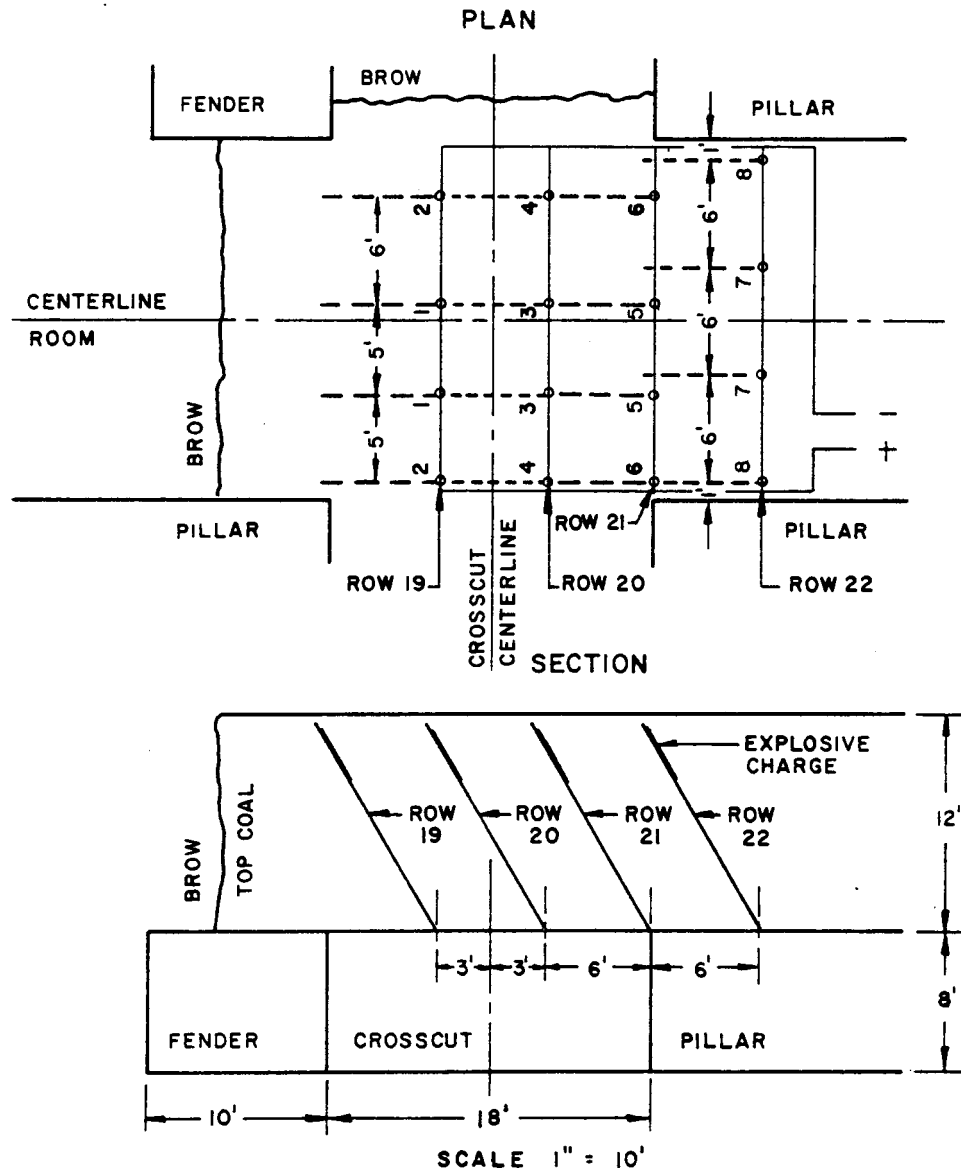 PLAN
BROW
FENDER
PILLAR
1'
8
2
4
6
6'
6'
7
CENTERLINE
ROOM
1
3
5
5'
6'
1
3
5
7
5'
6'
BROW
2
4
6
8
1'
− 
+
PILLAR
ROW 21
PILLAR
ROW 19
ROW 20
ROW 22
CROSSCUT
CENTERLINE
SECTION
EXPLOSIVE
CHARGE
BROW
TOP COAL
ROW
19
ROW
20
ROW
21
ROW
22
12'
3'
3'
6'
6'
8'
FENDER
CROSSCUT
PILLAR
10'
18'
SCALE 1" = 10'